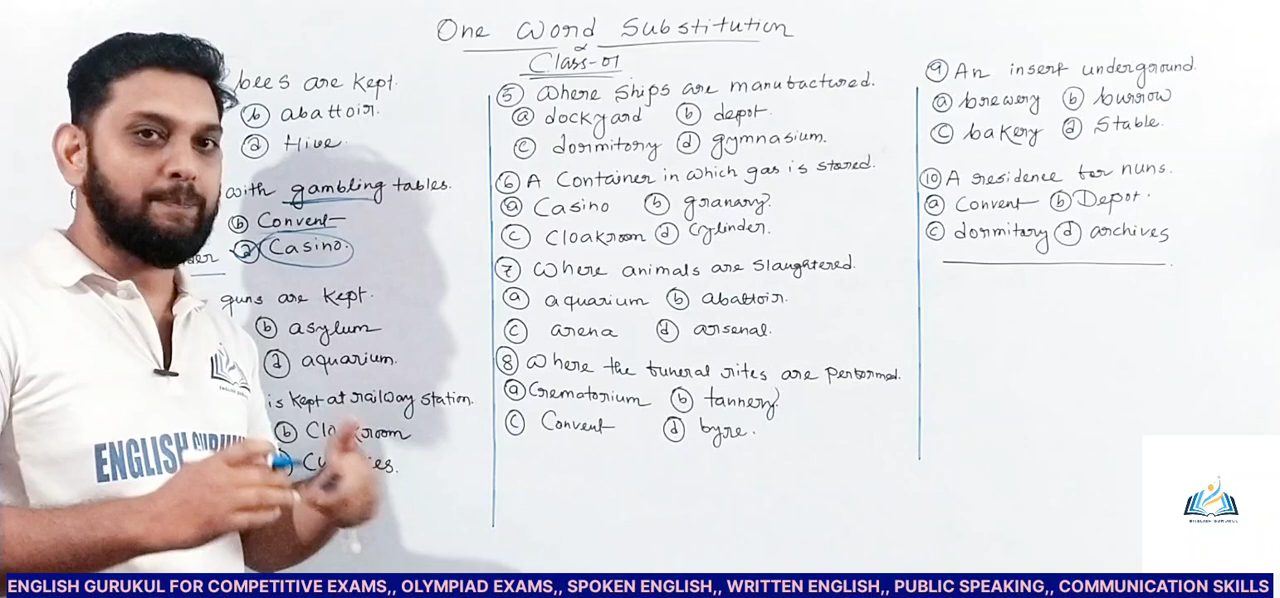 One Word Substitution
Class-01
bees are kept.
(b) abattoir.
(d) Hive
with gambling tables.
(b) Convent
(d) Casino.
guns are kept.
(b) asylum
(d) aquarium.
is kept at railway station.
(b) Cloakroom
(5) Where ships are manufactured.
(a) dockyard (b) depot.
(c) dormitory (d) gymnasium.
(6) A Container in which gas is stored.
(a) Casino (b) granary.
(c) Cloakroom (d) Cylinder.
(7) Where animals are Slaughtered.
(a) aquarium (b) abattoir.
(c) arena (d) arsenal.
(8) Where the funeral rites are performed.
(a) Crematorium (b) tannery.
(c) Convent (d) byre.
(9) An insert underground.
(a) brewery (b) burrow
(c) bakery (d) Stable.
(10) A residence for nuns.
(a) Convent (b) Depot.
(c) dormitory (d) archives
ENGLISH GURUKUL
ENGLISH GURUKUL
ENGLISH GURUKUL FOR COMPETITIVE EXAMS,, OLYMPIAD EXAMS,, SPOKEN ENGLISH,, WRITTEN ENGLISH,, PUBLIC SPEAKING,, COMMUNICATION SKILLS